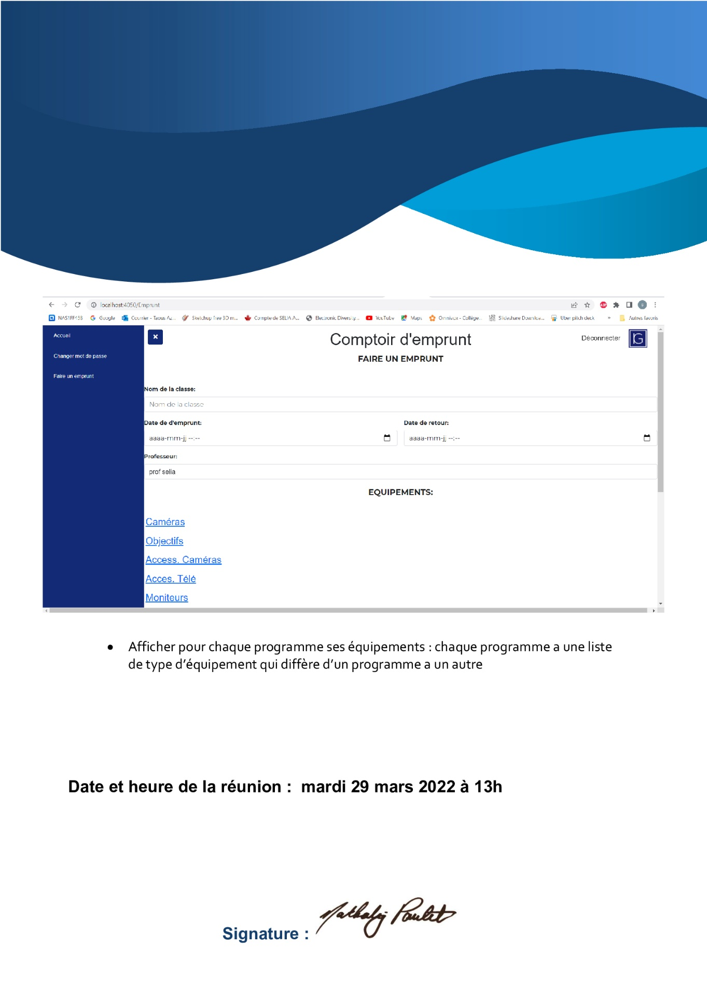 localhost:4050/Emprunt
NAS1FF45B Google Courrier - Taous Az... Sketchup free 3D m... Compte de SELIA A... Electronic Diversity... YouTube Maps Omnivox - Collège... Slideshare Downloa... Uber pitch deck » Autres favoris
Accueil
Changer mot de passe
Faire un emprunt
Comptoir d'emprunt
Déconnecter
FAIRE UN EMPRUNT
Nom de la classe:
Nom de la classe
Date de d'emprunt: Date de retour:
aaaa-mm-jj --:-- aaaa-mm-jj --:--
Professeur:
prof selia
EQUIPEMENTS:
Caméras
Objectifs
Access. Caméras
Acces. Télé
Moniteurs
• Afficher pour chaque programme ses équipements : chaque programme a une liste
de type d’équipement qui diffère d’un programme a un autre
Date et heure de la réunion : mardi 29 mars 2022 à 13h
Signature :